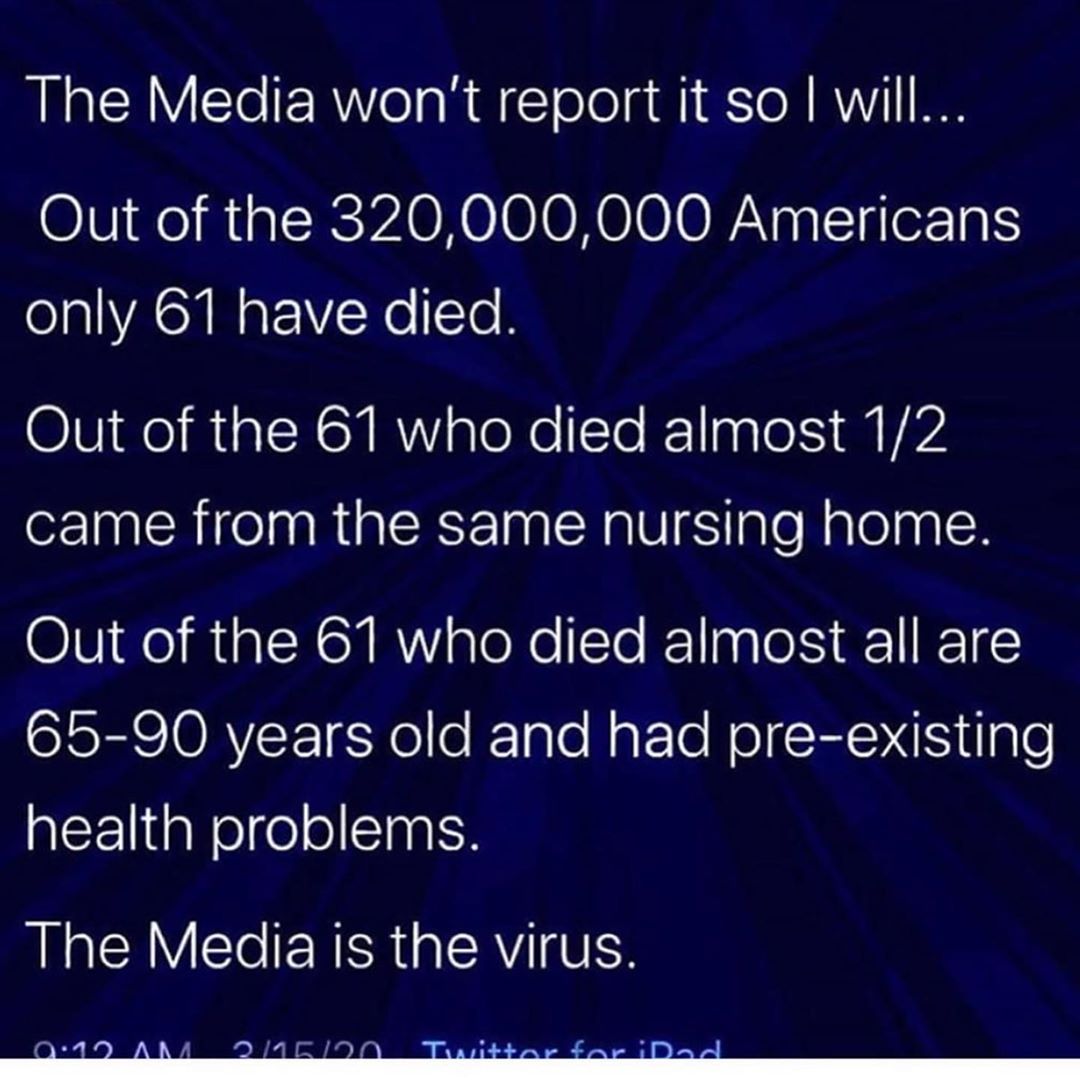 The Media won't report it so I will...
Out of the 320,000,000 Americans
only 61 have died.
Out of the 61 who died almost 1/2
came from the same nursing home.
Out of the 61 who died almost all are
65-90 years old and had pre-existing
health problems.
The Media is the virus.
9:12 AM 3/15/20 Twitter for iPad